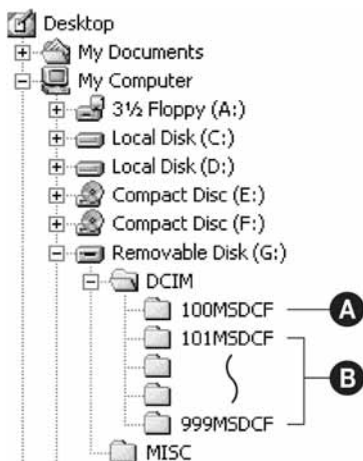 Desktop
My Documents
My Computer
3½ Floppy (A:)
Local Disk (C:)
Local Disk (D:)
Compact Disc (E:)
Compact Disc (F:)
Removable Disk (G:)
DCIM
100MSDCF A
101MSDCF
B
999MSDCF
MISC